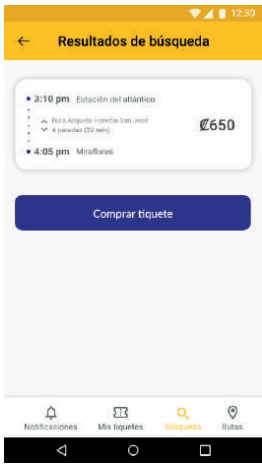 12:30
Resultados de búsqueda
3:10 pm Estación del atlántico
Ruta Alajuela-Heredia-San José
4 paradas (22 min)
₡650
4:05 pm Miraflores
Comprar tiquete
Notificaciones Mis tiquetes Búsqueda Rutas